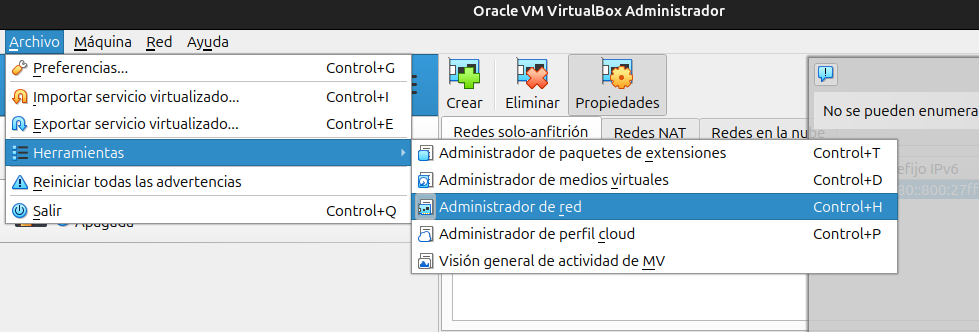 Oracle VM VirtualBox Administrador
Archivo Máquina Red Ayuda
Preferencias... Control+G
Importar servicio virtualizado... Control+I
Exportar servicio virtualizado... Control+E
Herramientas
Reiniciar todas las advertencias
Salir Control+Q
Apagada
Crear Eliminar Propiedades
Redes solo-anfitrión Redes NAT Redes en la nube
Administrador de paquetes de extensiones Control+T
Administrador de medios virtuales Control+D
Administrador de red Control+H
Administrador de perfil cloud Control+P
Visión general de actividad de MV
No se pueden enumera
efijo IPv6
80::800:27ff